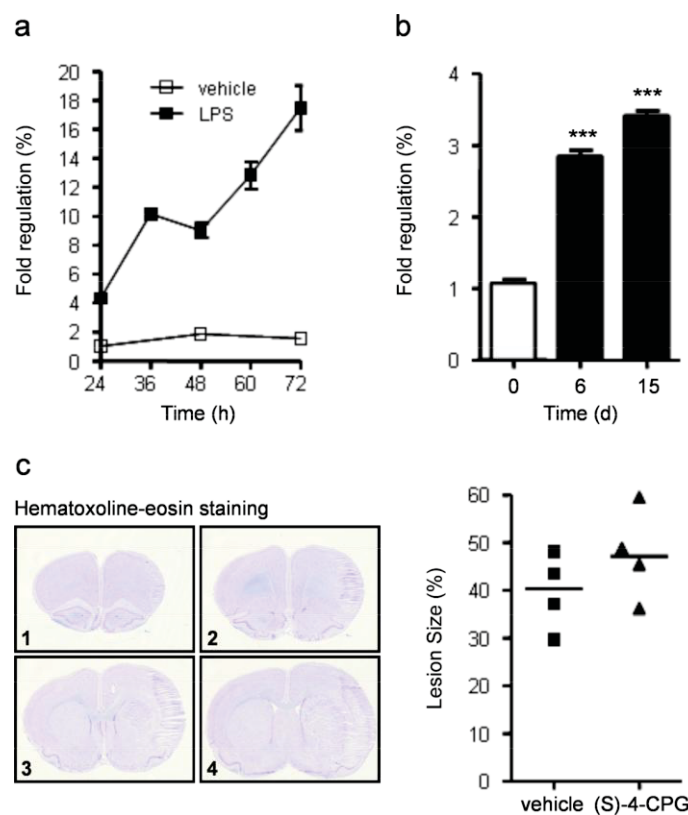 a
Fold regulation (%)
20
18
16
14
12
10
8
6
4
2
0
vehicle
LPS
24 36 48 60 72
Time (h)
b
Fold regulation (%)
4
3
2
1
0
***
***
0 6 15
Time (d)
c
Hematoxoline-eosin staining
1
2
3
4
Lesion Size (%)
60
50
40
30
20
10
0
vehicle (S)-4-CPG